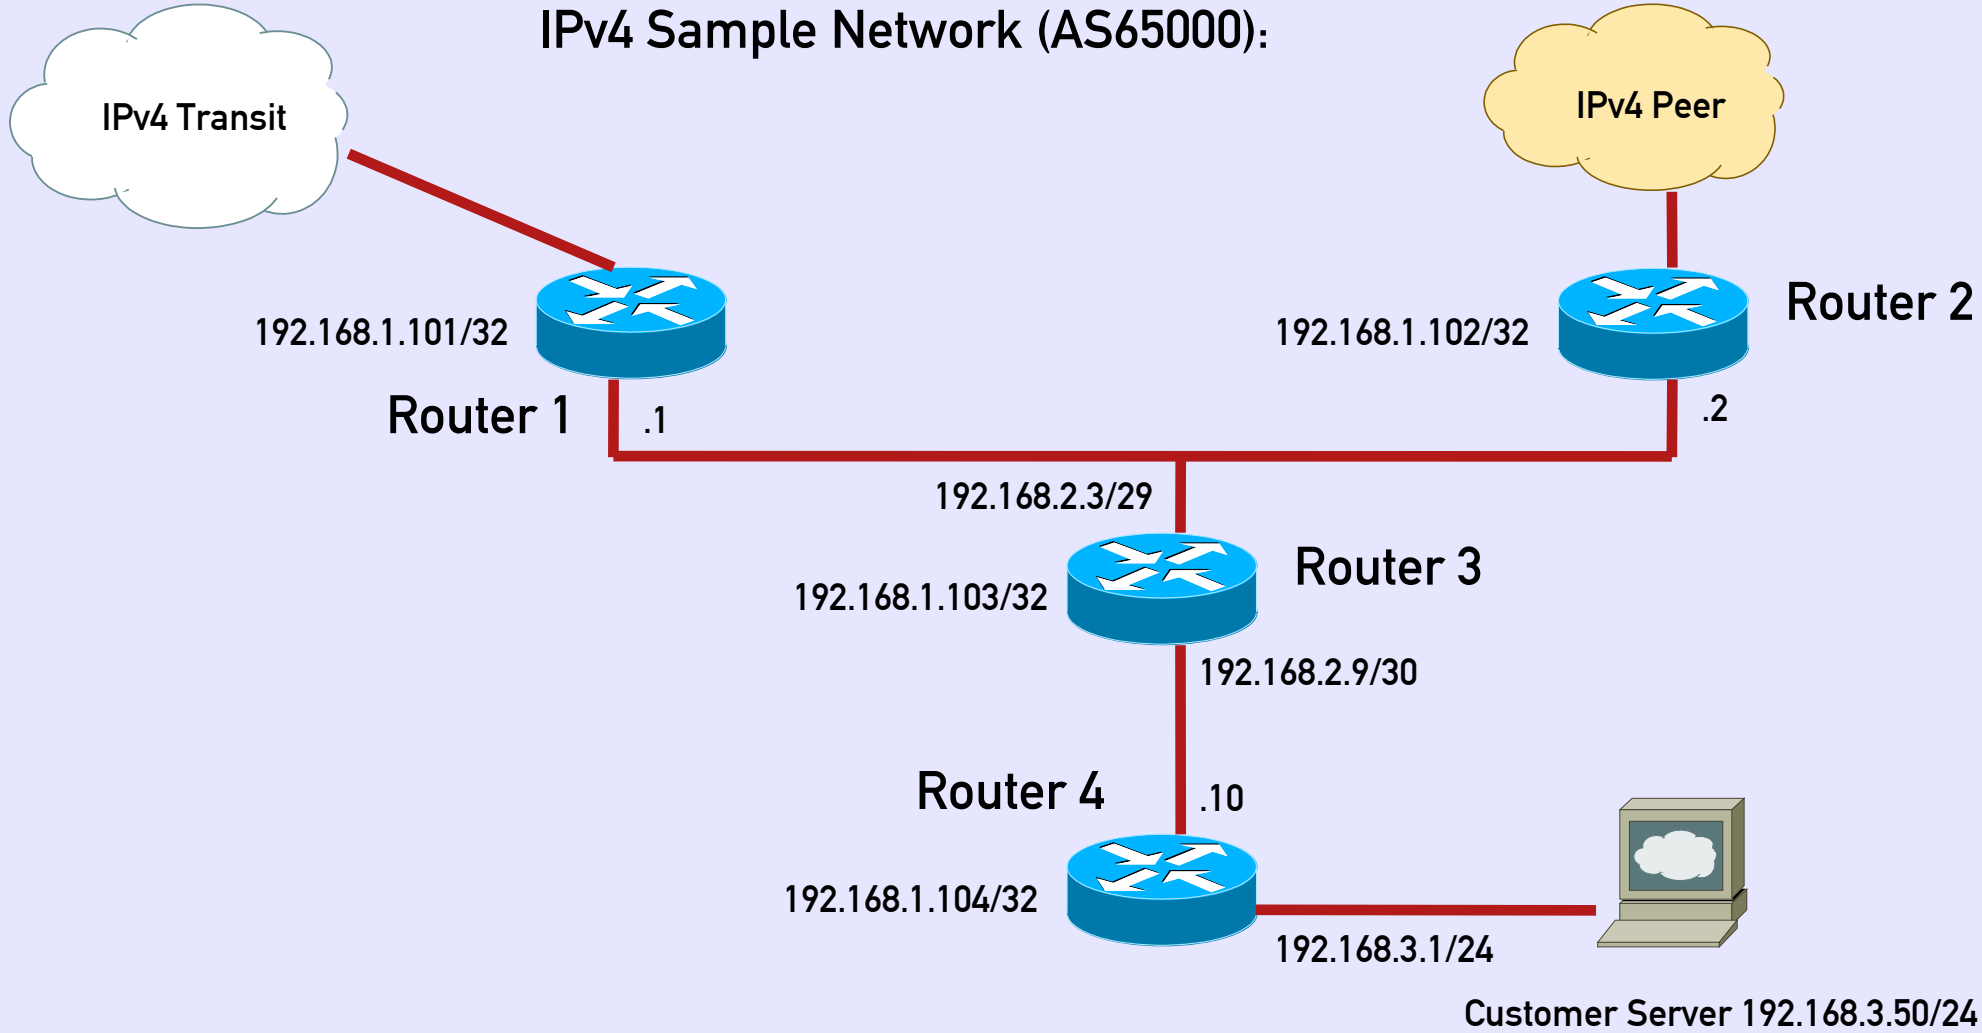 IPv4 Sample Network (AS65000):
IPv4 Transit
IPv4 Peer
192.168.1.101/32
Router 1
.1
192.168.1.102/32
Router 2
.2
192.168.2.3/29
Router 3
192.168.1.103/32
192.168.2.9/30
Router 4
.10
192.168.1.104/32
192.168.3.1/24
Customer Server 192.168.3.50/24